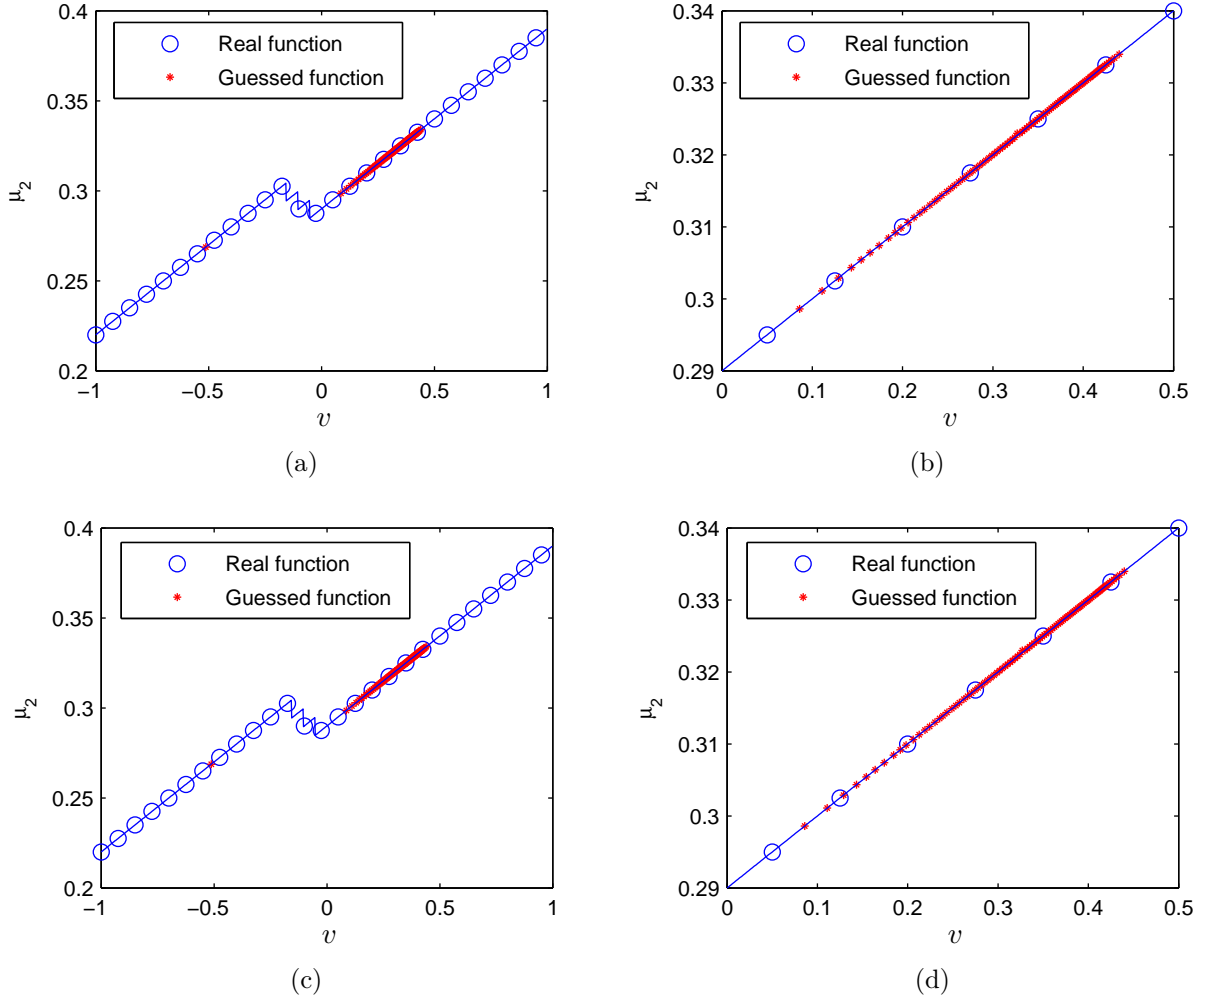 0.4
0.35
0.3
0.25
0.2
μ2
−1
−0.5
0
0.5
1
v
Real function
Guessed function
(a)
0.34
0.33
0.32
0.31
0.3
0.29
μ2
0
0.1
0.2
0.3
0.4
0.5
v
Real function
Guessed function
(b)
0.4
0.35
0.3
0.25
0.2
μ2
−1
−0.5
0
0.5
1
v
Real function
Guessed function
(c)
0.34
0.33
0.32
0.31
0.3
0.29
μ2
0
0.1
0.2
0.3
0.4
0.5
v
Real function
Guessed function
(d)